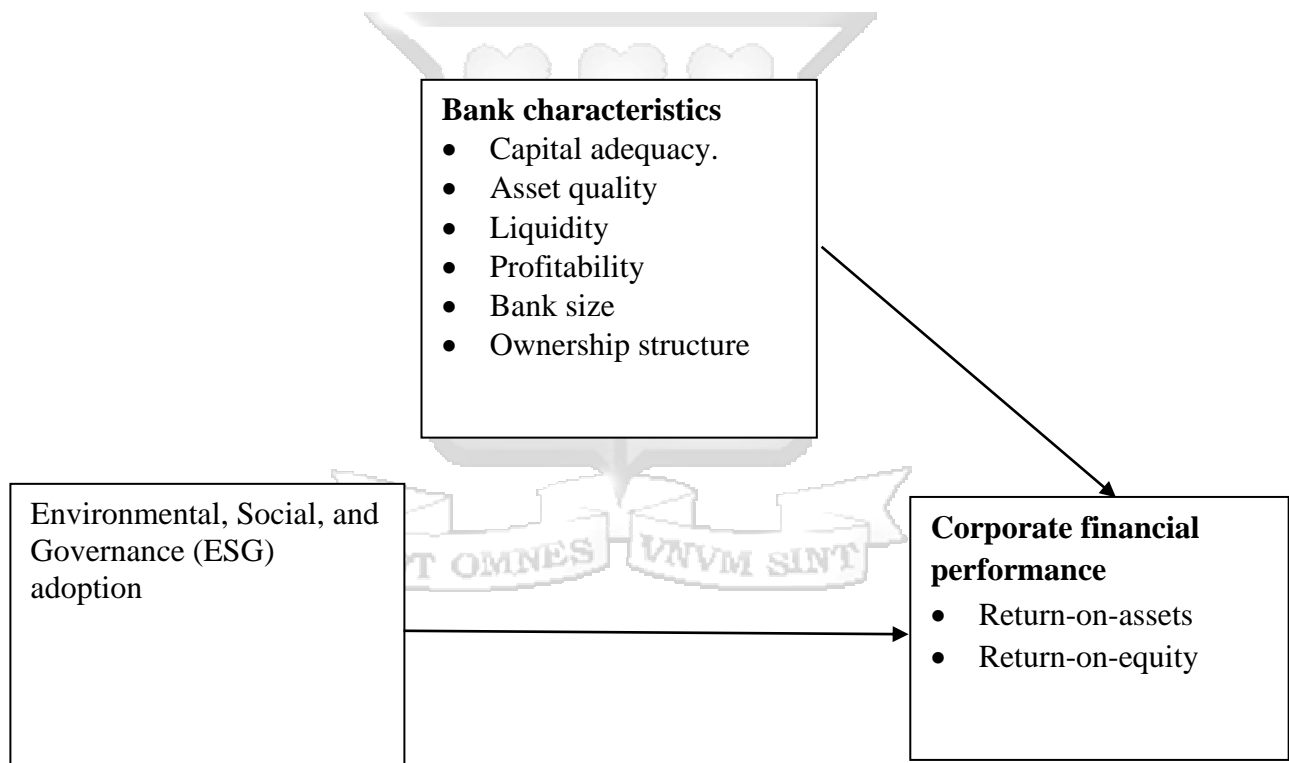 Bank characteristics
• Capital adequacy.
• Asset quality
• Liquidity
• Profitability
• Bank size
• Ownership structure
Environmental, Social, and
Governance (ESG)
adoption
PT OMNES VNVM SINT
Corporate financial
performance
• Return-on-assets
• Return-on-equity